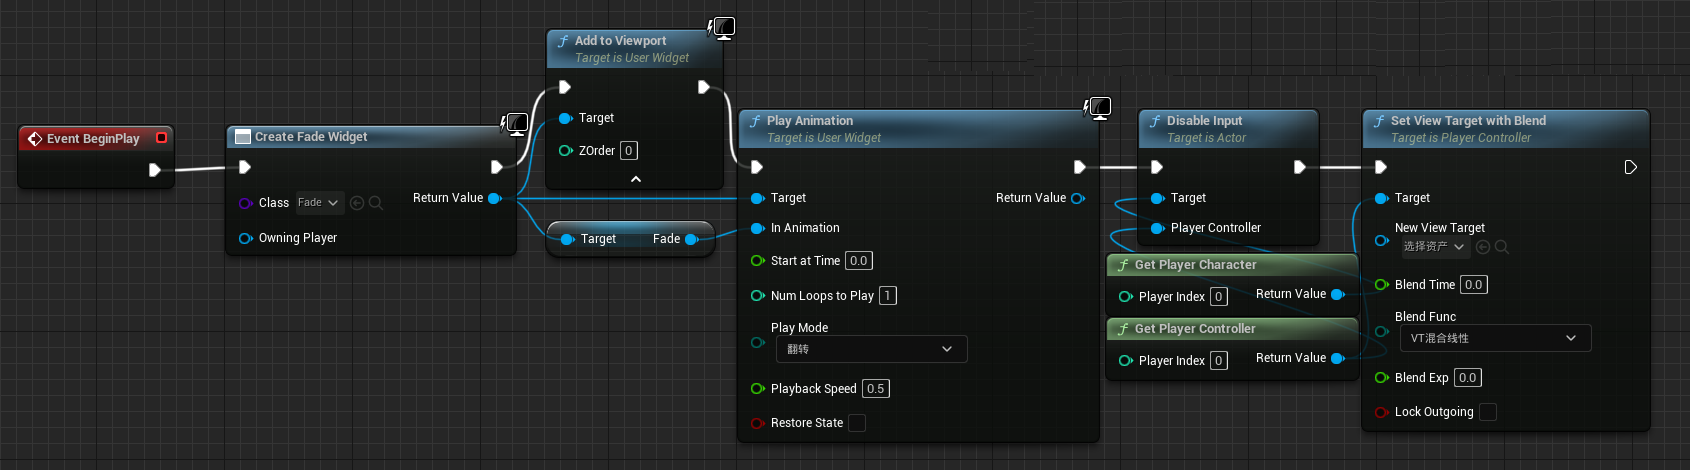 Event BeginPlay
Create Fade Widget
Class Fade
Return Value
Owning Player
Add to Viewport
Target is User Widget
Target
ZOrder 0
Target Fade
Play Animation
Target is User Widget
Target
Return Value
In Animation
Start at Time 0.0
Num Loops to Play 1
Play Mode
翻转
Playback Speed 0.5
Restore State
Disable Input
Target is Actor
Target
Player Controller
Get Player Character
Player Index 0
Return Value
Get Player Controller
Player Index 0
Return Value
Set View Target with Blend
Target is Player Controller
Target
New View Target
选择资产
Blend Time 0.0
Blend Func
VT混合线性
Blend Exp 0.0
Lock Outgoing